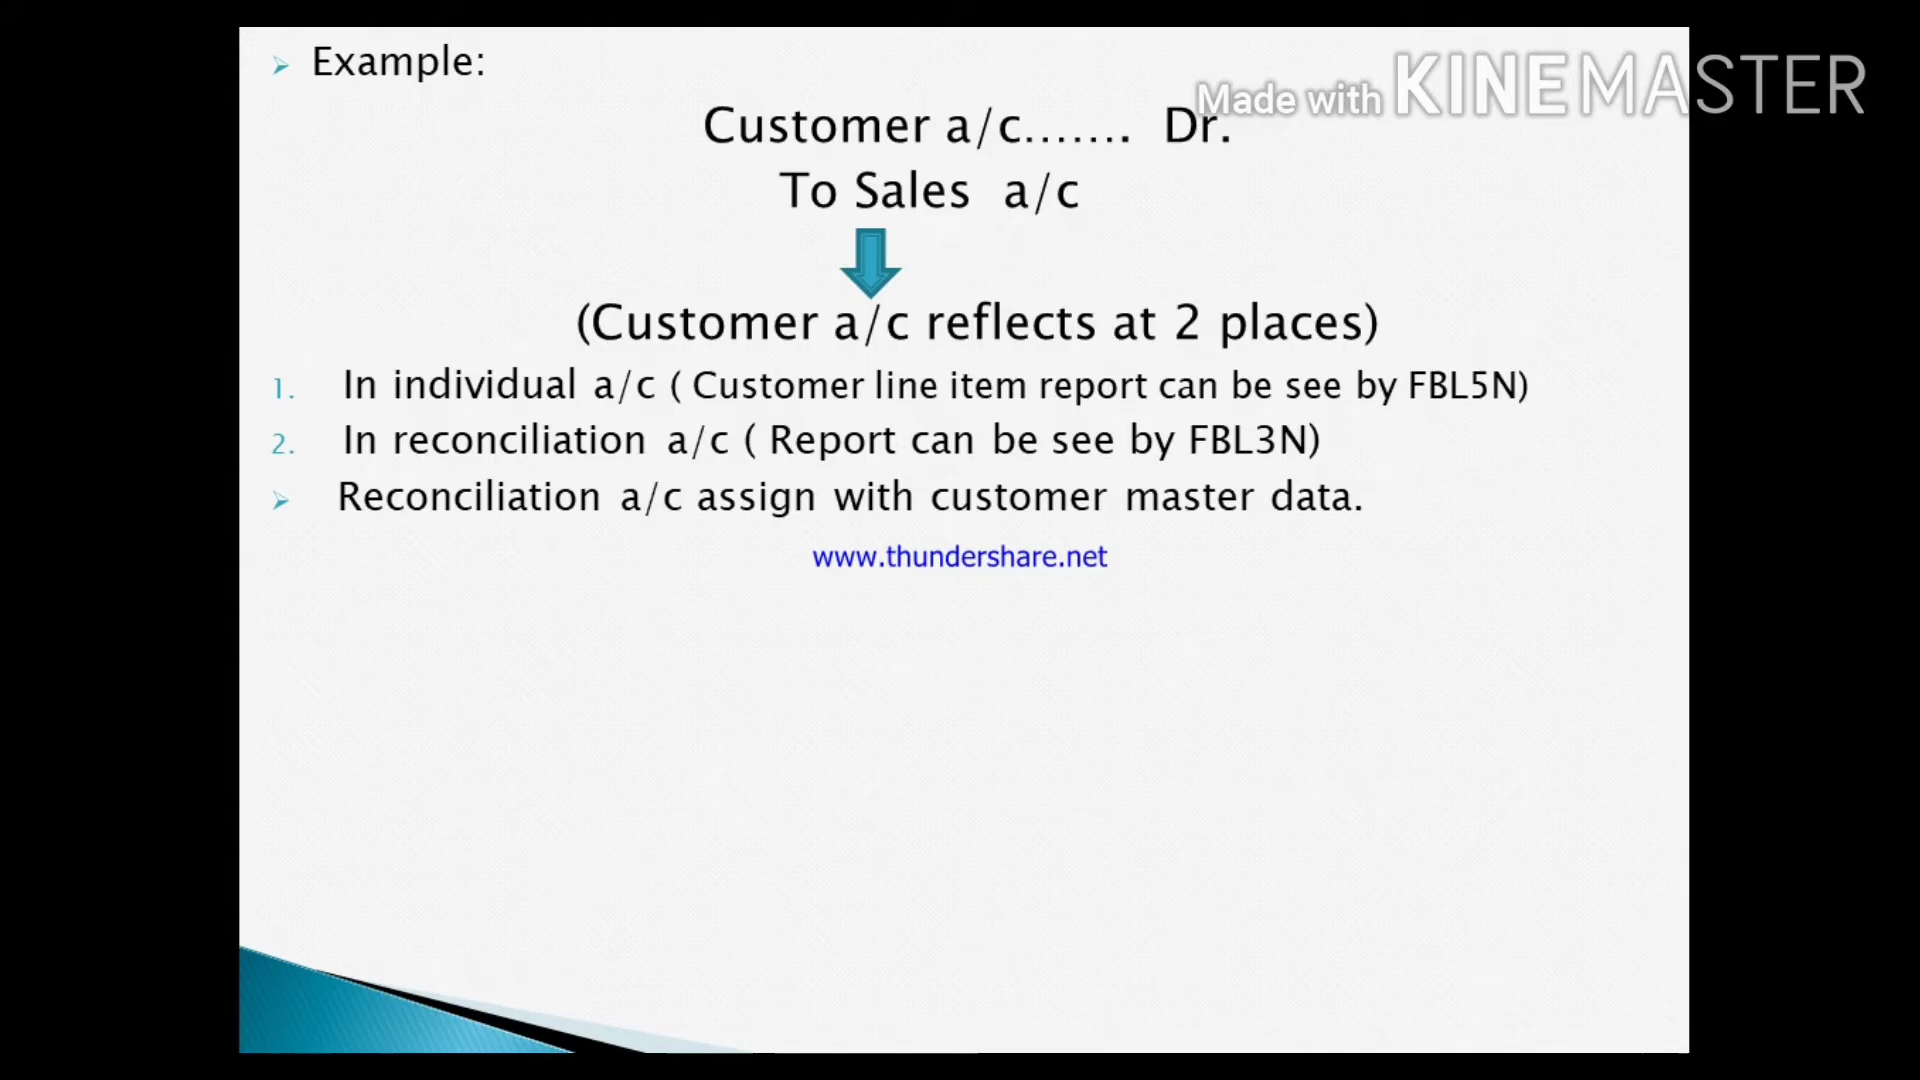 Example:
Made with KINEMASTER
Customer a/c....... Dr.
To Sales a/c
(Customer a/c reflects at 2 places)
1. In individual a/c ( Customer line item report can be see by FBL5N)
2. In reconciliation a/c ( Report can be see by FBL3N)
Reconciliation a/c assign with customer master data.
www.thundershare.net